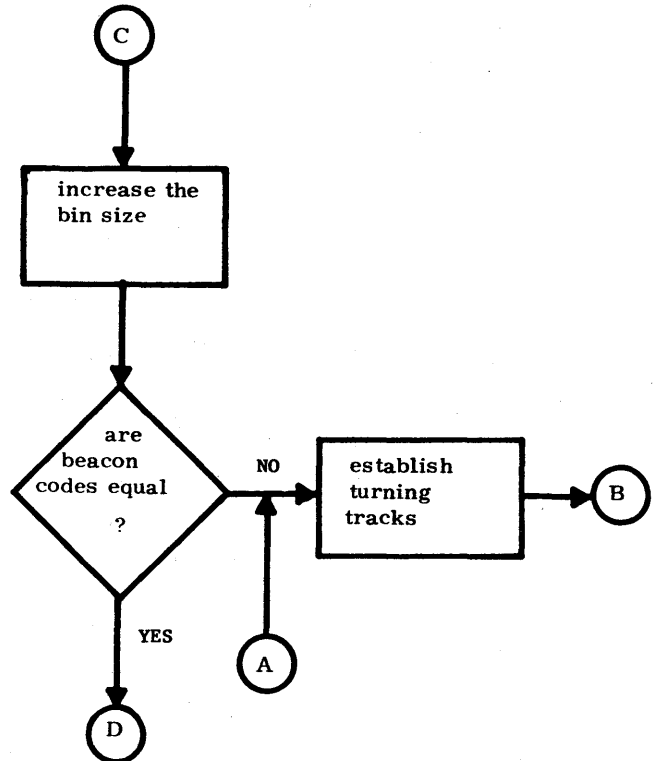 C
increase the
bin size
are
beacon
codes equal
?
NO
establish
turning
tracks
B
YES
A
D